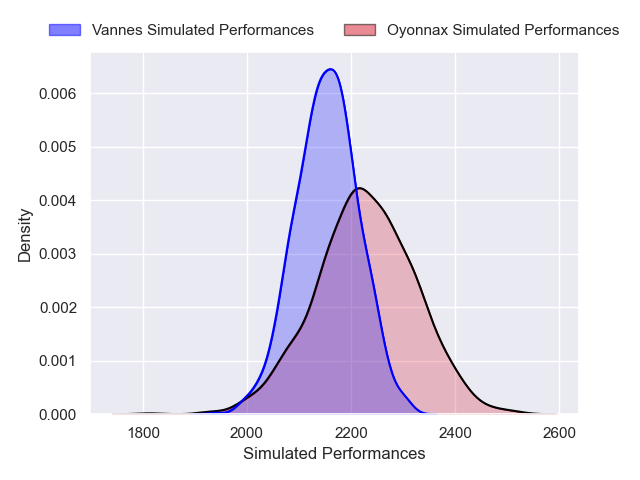 Vannes Simulated Performances Oyonnax Simulated Performances
0.006
0.005
0.004
0.003
0.002
0.001
0.000
Density
1800 2000 2200 2400 2600
Simulated Performances